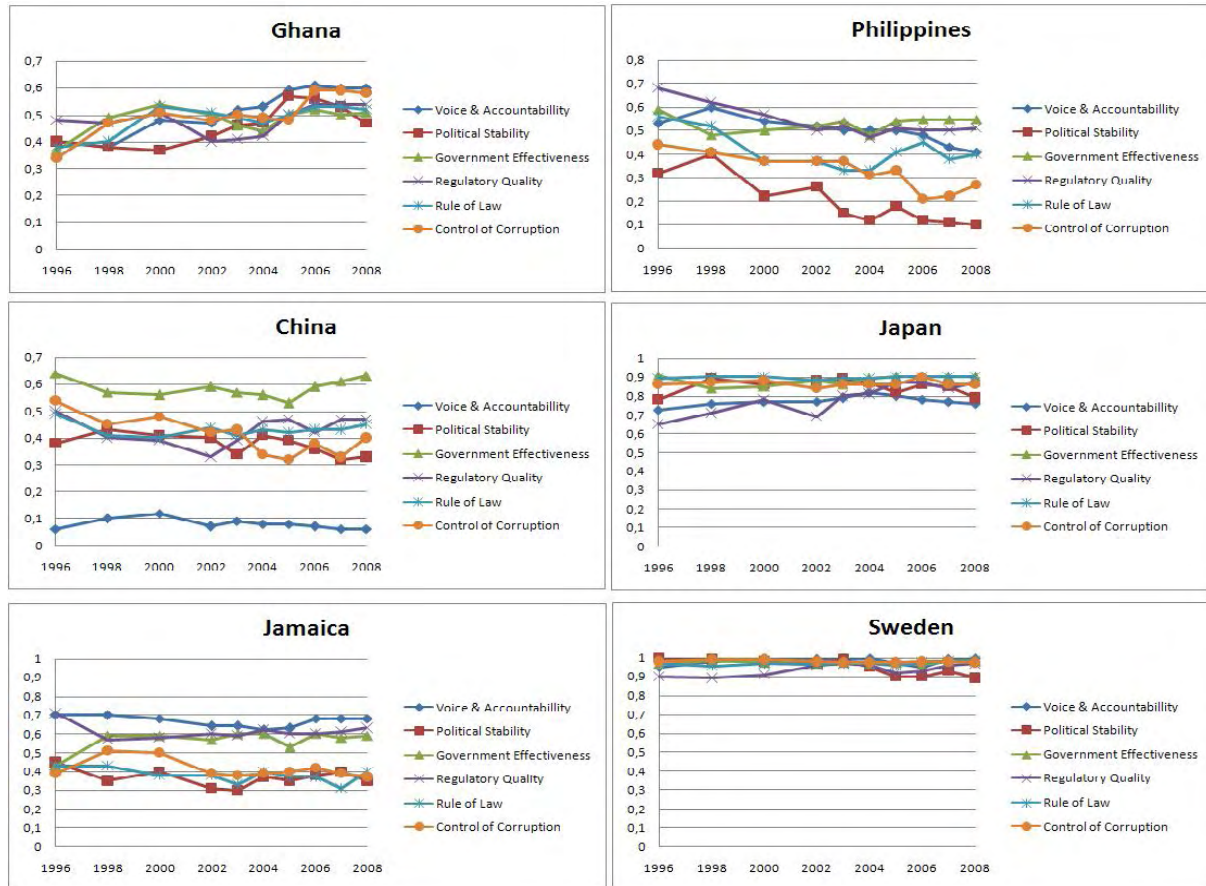 Ghana
0,7
0,6
0,5
0,4
0,3
0,2
0,1
0
1996 1998 2000 2002 2004 2006 2008
Voice & Accountabillity
Political Stability
Government Effectiveness
Regulatory Quality
Rule of Law
Control of Corruption
Philippines
0,8
0,7
0,6
0,5
0,4
0,3
0,2
0,1
0
1996 1998 2000 2002 2004 2006 2008
Voice & Accountabillity
Political Stability
Government Effectiveness
Regulatory Quality
Rule of Law
Control of Corruption
China
0,7
0,6
0,5
0,4
0,3
0,2
0,1
0
1996 1998 2000 2002 2004 2006 2008
Voice & Accountabillity
Political Stability
Government Effectiveness
Regulatory Quality
Rule of Law
Control of Corruption
Japan
1
0,9
0,8
0,7
0,6
0,5
0,4
0,3
0,2
0,1
0
1996 1998 2000 2002 2004 2006 2008
Voice & Accountabillity
Political Stability
Government Effectiveness
Regulatory Quality
Rule of Law
Control of Corruption
Jamaica
1
0,9
0,8
0,7
0,6
0,5
0,4
0,3
0,2
0,1
0
1996 1998 2000 2002 2004 2006 2008
Voice & Accountabillity
Political Stability
Government Effectiveness
Regulatory Quality
Rule of Law
Control of Corruption
Sweden
1
0,9
0,8
0,7
0,6
0,5
0,4
0,3
0,2
0,1
0
1996 1998 2000 2002 2004 2006 2008
Voice & Accountabillity
Political Stability
Government Effectiveness
Regulatory Quality
Rule of Law
Control of Corruption